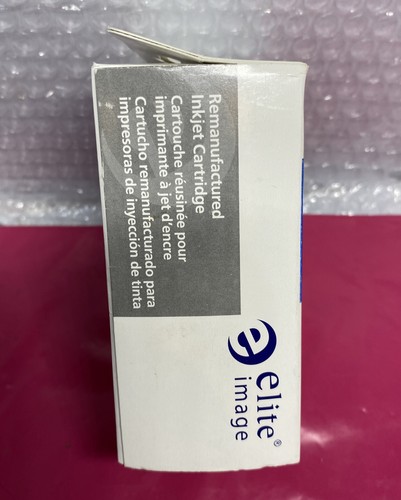 Remanufactured
Inkjet Cartridge
Cartouche réusinée pour
imprimante à jet d'encre
Cartucho remanufacturado para
impresoras de inyección de tinta
e elite®
image